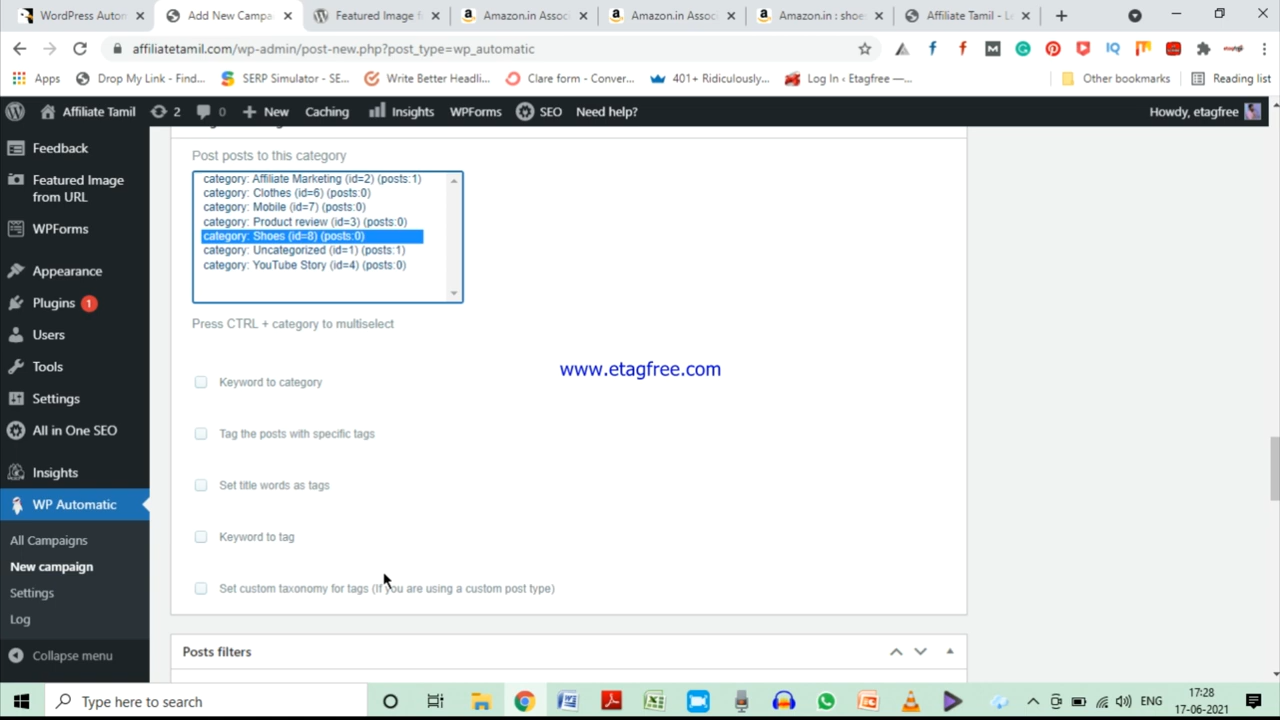 WordPress Autom
Add New Campa
Featured Image f
Amazon.in Assoc
Amazon.in Assoc
Amazon.in : shoe
Affiliate Tamil - Le
affiliatetamil.com/wp-admin/post-new.php?post_type=wp_automatic
Apps
Drop My Link - Find...
SERP Simulator - SE...
Write Better Headli...
Clare form - Conver...
401+ Ridiculously...
Log In ‹ Etagfree —...
Other bookmarks
Reading list
Affiliate Tamil
2
0
New
Caching
Insights
WPForms
SEO
Need help?
Howdy, etagfree
Feedback
Featured Image
from URL
WPForms
Appearance
Plugins 1
Users
Tools
Settings
All in One SEO
Insights
WP Automatic
All Campaigns
New campaign
Settings
Log
Collapse menu
Post posts to this category
category: Affiliate Marketing (id=2) (posts:1)
category: Clothes (id=6) (posts:0)
category: Mobile (id=7) (posts:0)
category: Product review (id=3) (posts:0)
category: Shoes (id=8) (posts:0)
category: Uncategorized (id=1) (posts:1)
category: YouTube Story (id=4) (posts:0)
Press CTRL + category to multiselect
www.etagfree.com
Keyword to category
Tag the posts with specific tags
Set title words as tags
Keyword to tag
Set custom taxonomy for tags (If you are using a custom post type)
Posts filters
Type here to search
ENG
17:28
17-06-2021